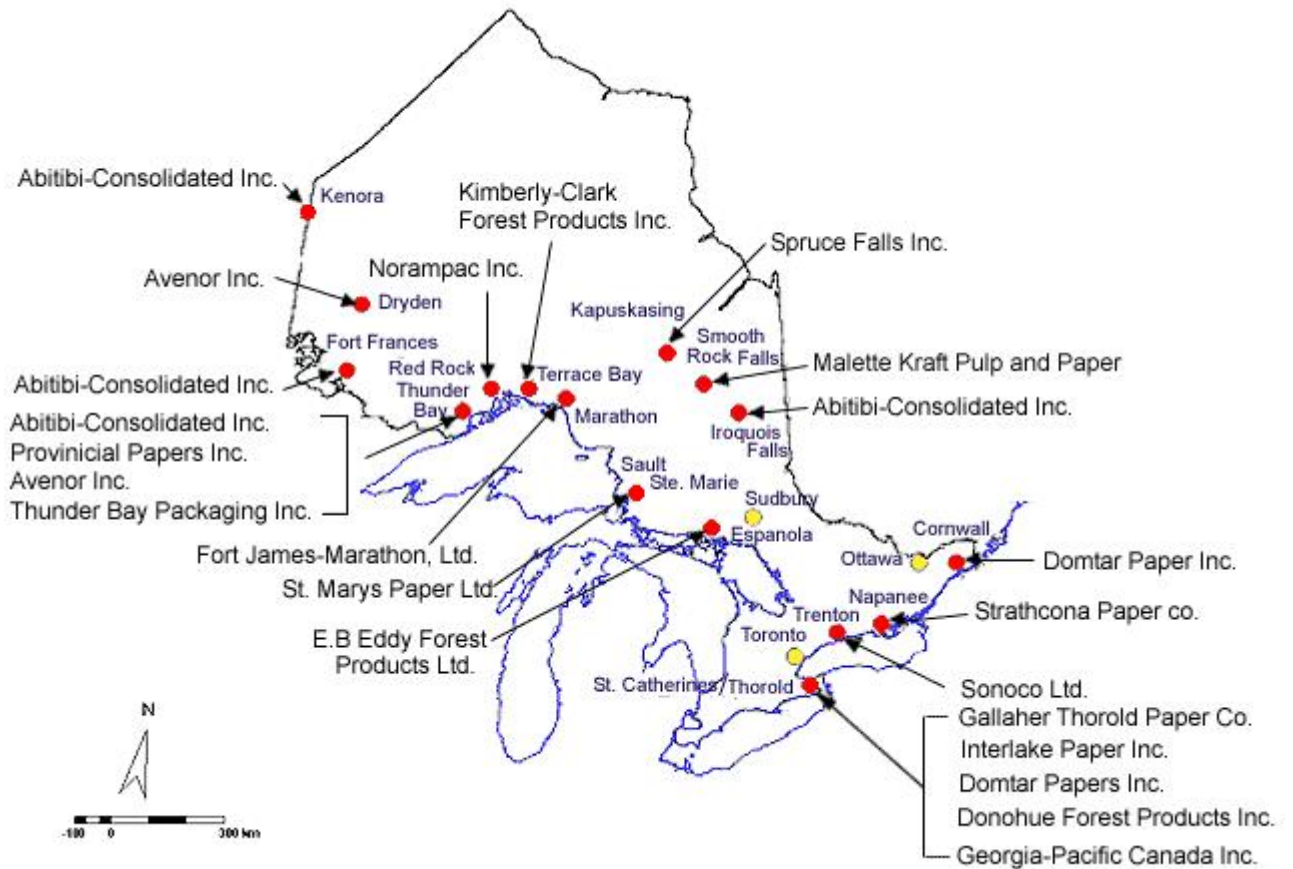 Abitibi-Consolidated Inc.
Kenora
Kimberly-Clark
Forest Products Inc.
Spruce Falls Inc.
Avenor Inc.
Dryden
Norampac Inc.
Kapuskasing
Fort Frances
Smooth
Rock Falls
Malette Kraft Pulp and Paper
Abitibi-Consolidated Inc.
Red Rock
Terrace Bay
Thunder
Bay
Marathon
Abitibi-Consolidated Inc.
Iroquois
Falls
Abitibi-Consolidated Inc.
Provinicial Papers Inc.
Avenor Inc.
Thunder Bay Packaging Inc.
Sault
Ste. Marie
Sudbury
Espanola
Cornwall
Ottawa
Domtar Paper Inc.
Fort James-Marathon, Ltd.
St. Marys Paper Ltd.
Napanee
Strathcona Paper co.
Trenton
E.B Eddy Forest
Products Ltd.
Toronto
St. Catherines/Thorold
Sonoco Ltd.
Gallaher Thorold Paper Co.
Interlake Paper Inc.
Domtar Papers Inc.
Donohue Forest Products Inc.
Georgia-Pacific Canada Inc.
N
-100 0 300 km